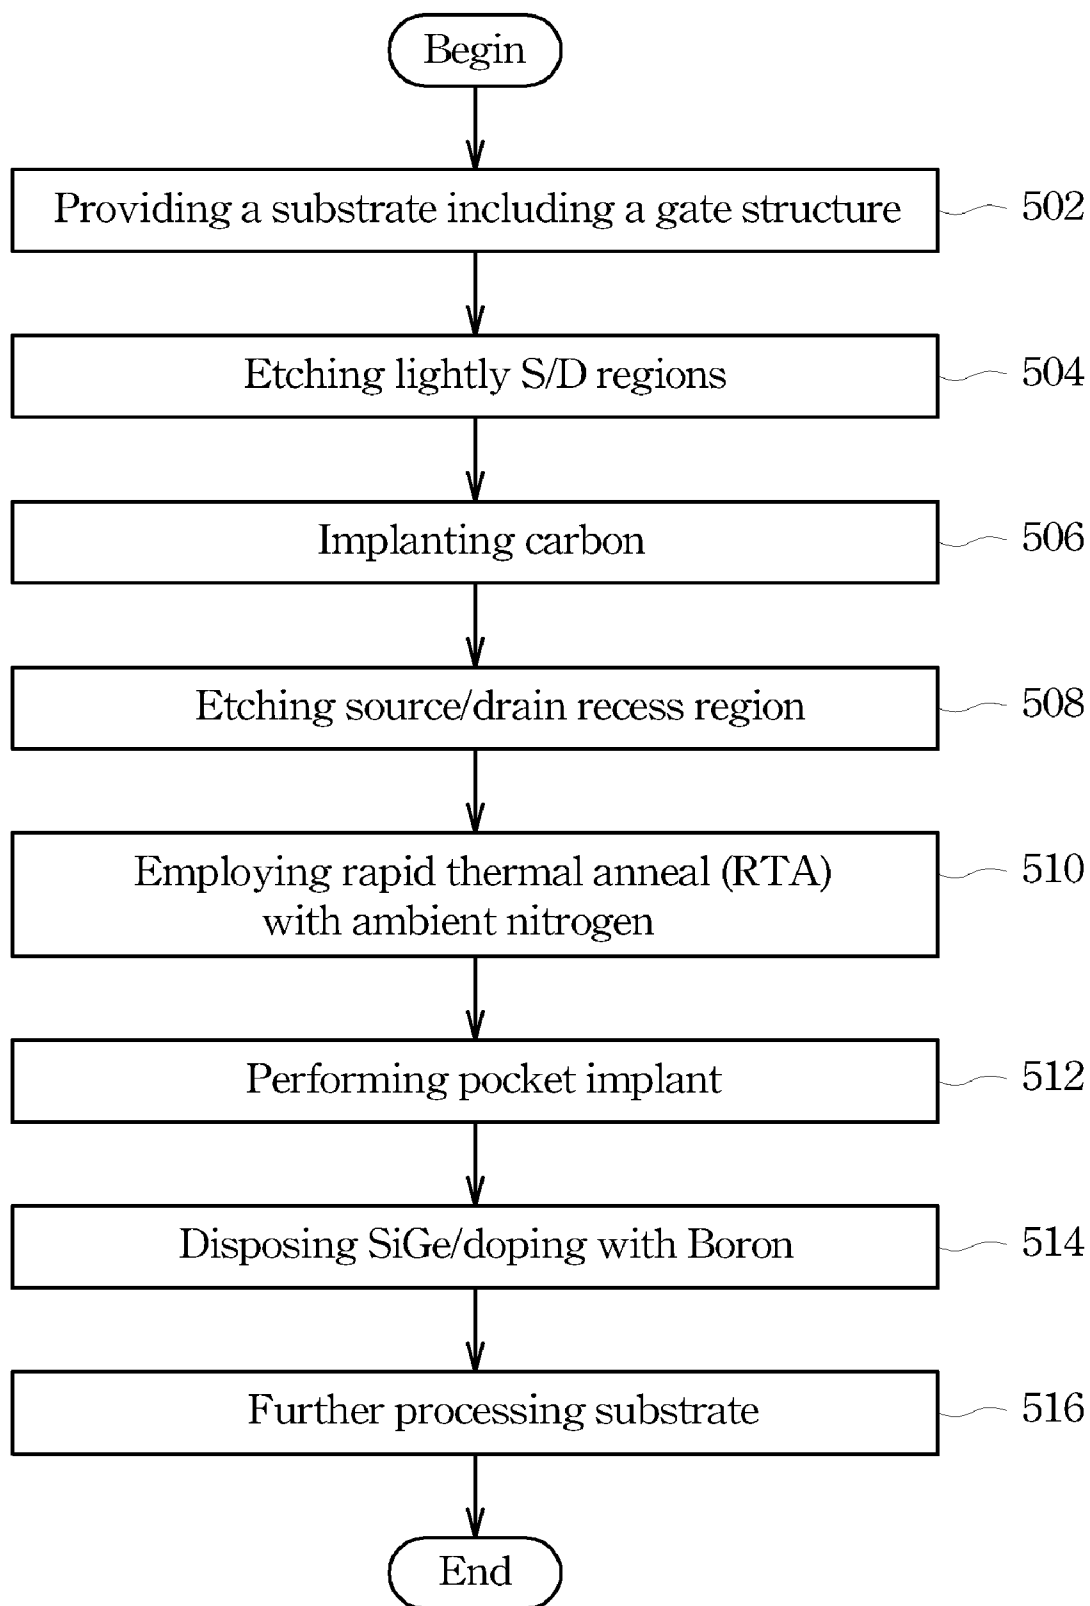 Begin
Providing a substrate including a gate structure
502
Etching lightly S/D regions
504
Implanting carbon
506
Etching source/drain recess region
508
Employing rapid thermal anneal (RTA)
with ambient nitrogen
510
Performing pocket implant
512
Disposing SiGe/doping with Boron
514
Further processing substrate
516
End